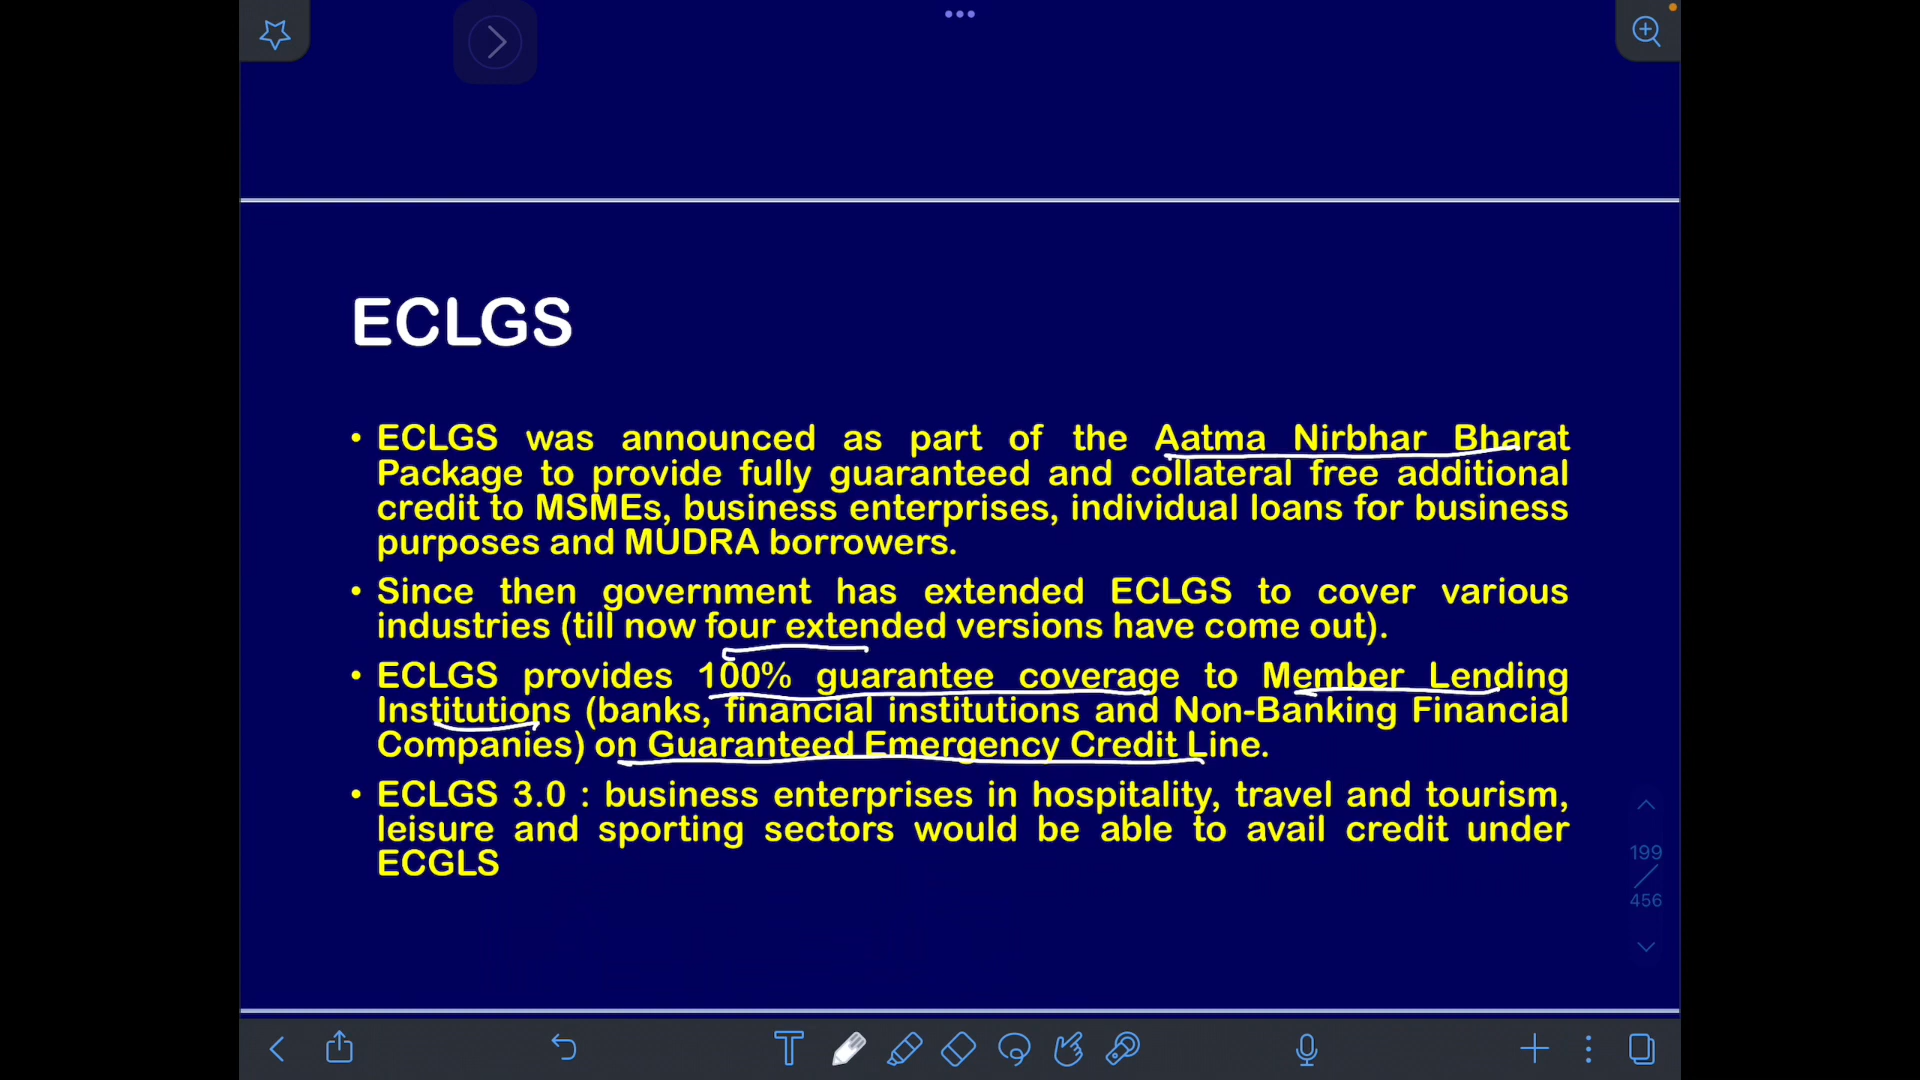 ECLGS
• ECLGS was announced as part of the Aatma Nirbhar Bharat
Package to provide fully guaranteed and collateral free additional
credit to MSMEs, business enterprises, individual loans for business
purposes and MUDRA borrowers.
• Since then government has extended ECLGS to cover various
industries (till now four extended versions have come out).
• ECLGS provides 100% guarantee coverage to Member Lending
Institutions (banks, financial institutions and Non-Banking Financial
Companies) on Guaranteed Emergency Credit Line.
• ECLGS 3.0 : business enterprises in hospitality, travel and tourism,
leisure and sporting sectors would be able to avail credit under
ECGLS
199
456